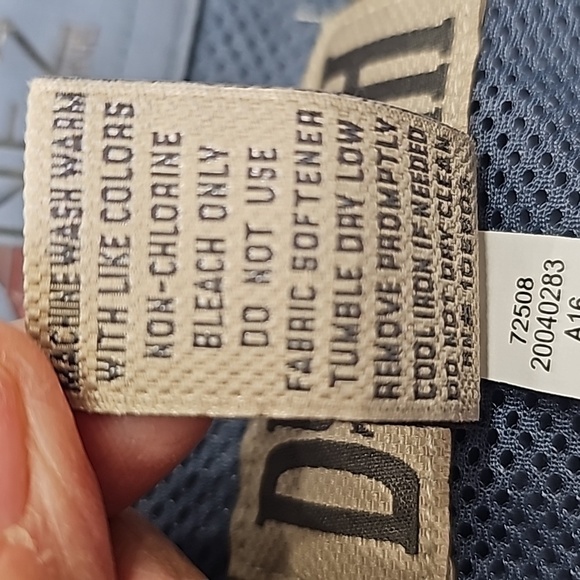 MACHINE WASH WARM
WITH LIKE COLORS
NON-CHLORINE
BLEACH ONLY
DO NOT USE
FABRIC SOFTENER
TUMBLE DRY LOW
REMOVE PROMPTLY
COOL IRON IF NEEDED
DO NOT DRY CLEAN
72508
20040283
A16
D
H